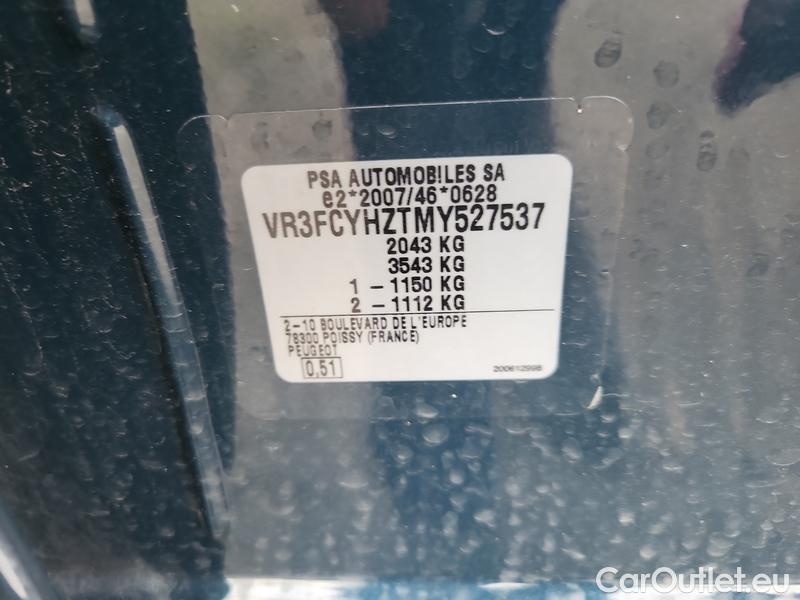 PSA AUTOMOBILES SA
e2*2007/46*0628
VR3FCYHZTMY527537
2043 KG
3543 KG
1 - 1150 KG
2 - 1112 KG
2-10 BOULEVARD DE L'EUROPE
78300 POISSY (FRANCE)
PEUGEOT
0,51
200612998
CarOutlet.eu